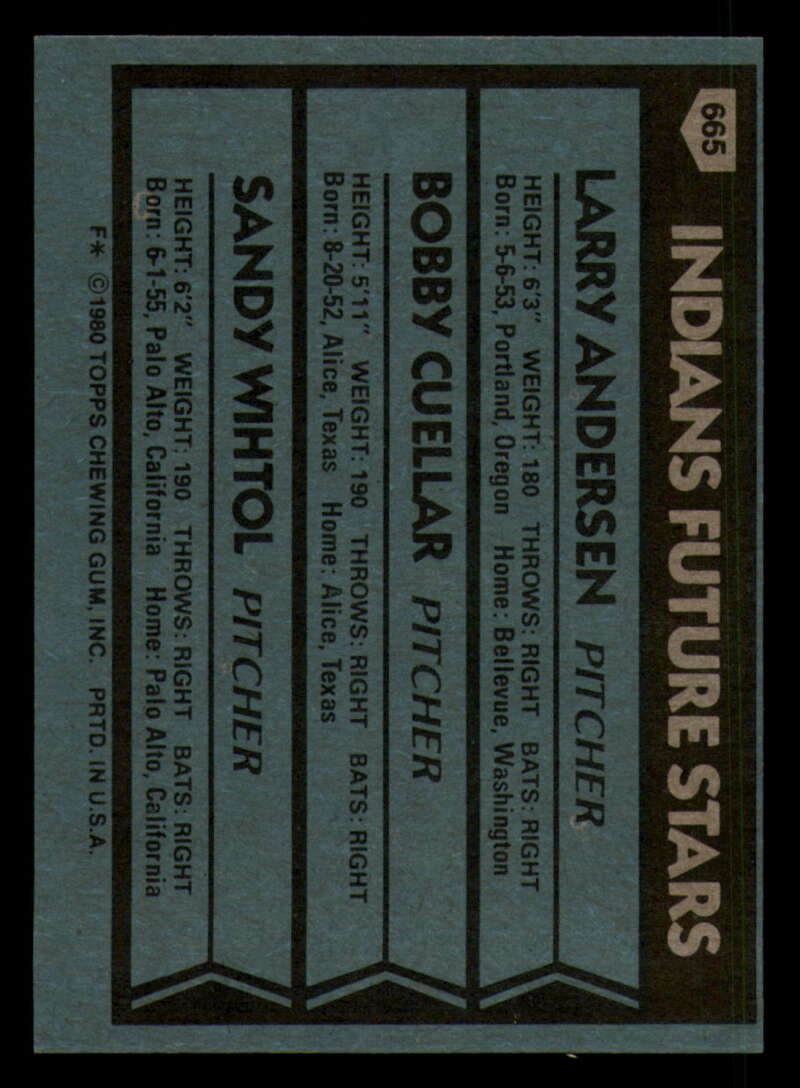 665
INDIANS FUTURE STARS
LARRY ANDERSEN PITCHER
HEIGHT: 6'3" WEIGHT: 180 THROWS: RIGHT BATS: RIGHT
Born: 5-6-53, Portland, Oregon Home: Bellevue, Washington
BOBBY CUELLAR PITCHER
HEIGHT: 5'11" WEIGHT: 190 THROWS: RIGHT BATS: RIGHT
Born: 8-20-52, Alice, Texas Home: Alice, Texas
SANDY WIHTOL PITCHER
HEIGHT: 6'2" WEIGHT: 190 THROWS: RIGHT BATS: RIGHT
Born: 6-1-55, Palo Alto, California Home: Palo Alto, California
F* ©1980 TOPPS CHEWING GUM, INC. PRTD. IN U.S.A.